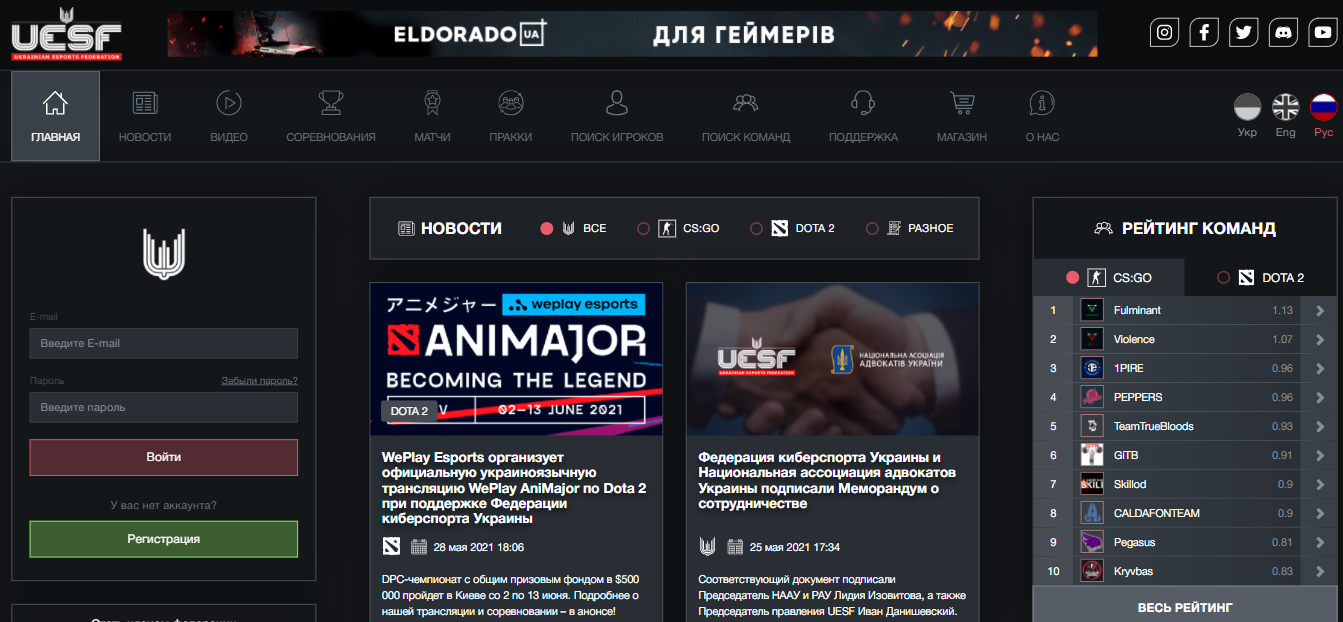 UESF
UKRAINIAN ESPORTS FEDERATION
ELDORADO UA ДЛЯ ГЕЙМЕРІВ
ГЛАВНАЯ
НОВОСТИ
ВИДЕО
СОРЕВНОВАНИЯ
МАТЧИ
ПРАККИ
ПОИСК ИГРОКОВ
ПОИСК КОМАНД
ПОДДЕРЖКА
МАГАЗИН
О НАС
Укр
Eng
Рус
E-mail
Введите E-mail
Пароль
Забыли пароль?
Введите пароль
Войти
У вас нет аккаунта?
Регистрация
НОВОСТИ
ВСЕ
CS:GO
DOTA 2
РАЗНОЕ
アニメジャー weplay esports
ANIMAJOR
BECOMING THE LEGEND
DOTA 2
V 02–13 JUNE 2021
WePlay Esports организует
официальную украиноязычную
трансляцию WePlay AniMajor по Dota 2
при поддержке Федерации
киберспорта Украины
28 мая 2021 18:06
DPC-чемпионат с общим призовым фондом в $500
000 пройдет в Киеве со 2 по 13 июня. Подробнее о
нашей трансляции и соревновании – в анонсе!
UESF
UKRAINIAN ESPORTS FEDERATION
НАЦІОНАЛЬНА АСОЦІАЦІЯ
АДВОКАТІВ УКРАЇНИ
Федерация киберспорта Украины и
Национальная ассоциация адвокатов
Украины подписали Меморандум о
сотрудничестве
25 мая 2021 17:34
Соответствующий документ подписали
Председатель НААУ и РАУ Лидия Изовитова, а также
Председатель правления UESF Иван Данишевский.
РЕЙТИНГ КОМАНД
CS:GO
DOTA 2
1 Fulminant 1.13
2 Violence 1.07
3 1PIRE 0.96
4 PEPPERS 0.96
5 TeamTrueBloods 0.93
6 GITB 0.91
7 Skillod 0.9
8 CALDAFONTEAM 0.9
9 Pegasus 0.81
10 Kryvbas 0.83
ВЕСЬ РЕЙТИНГ